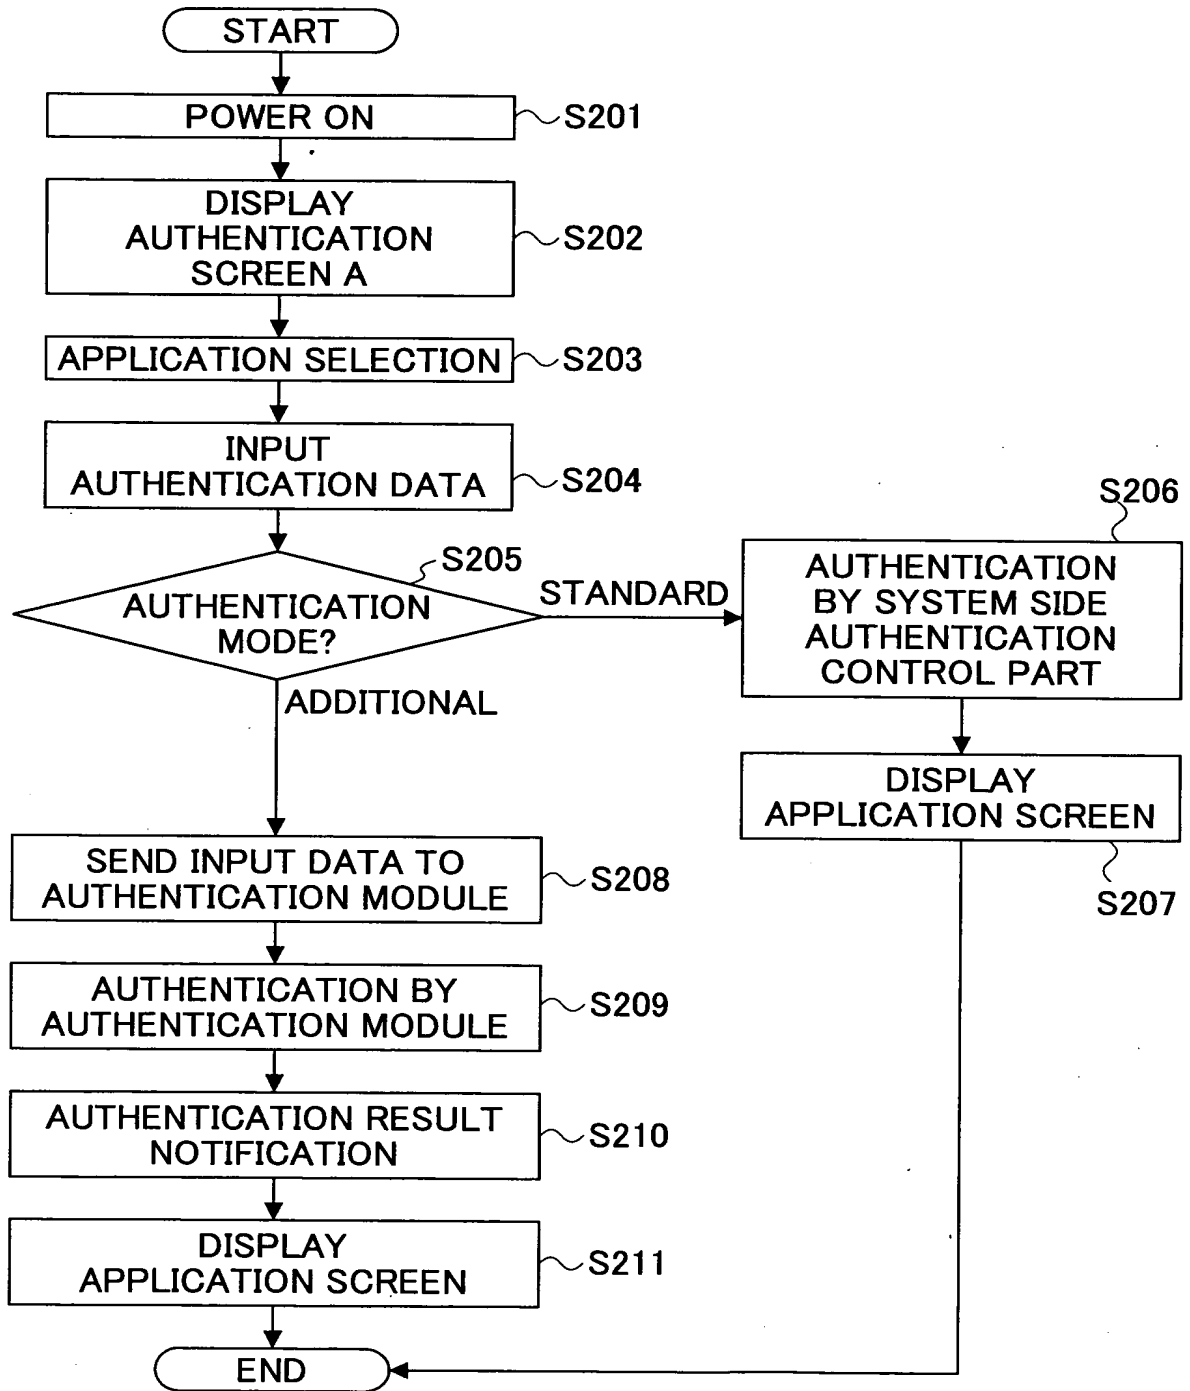 START
POWER ON
S201
DISPLAY
AUTHENTICATION
SCREEN A
S202
APPLICATION SELECTION
S203
INPUT
AUTHENTICATION DATA
S204
AUTHENTICATION
MODE?
S205
STANDARD
ADDITIONAL
S206
AUTHENTICATION
BY SYSTEM SIDE
AUTHENTICATION
CONTROL PART
DISPLAY
APPLICATION SCREEN
S207
SEND INPUT DATA TO
AUTHENTICATION MODULE
S208
AUTHENTICATION BY
AUTHENTICATION MODULE
S209
AUTHENTICATION RESULT
NOTIFICATION
S210
DISPLAY
APPLICATION SCREEN
S211
END